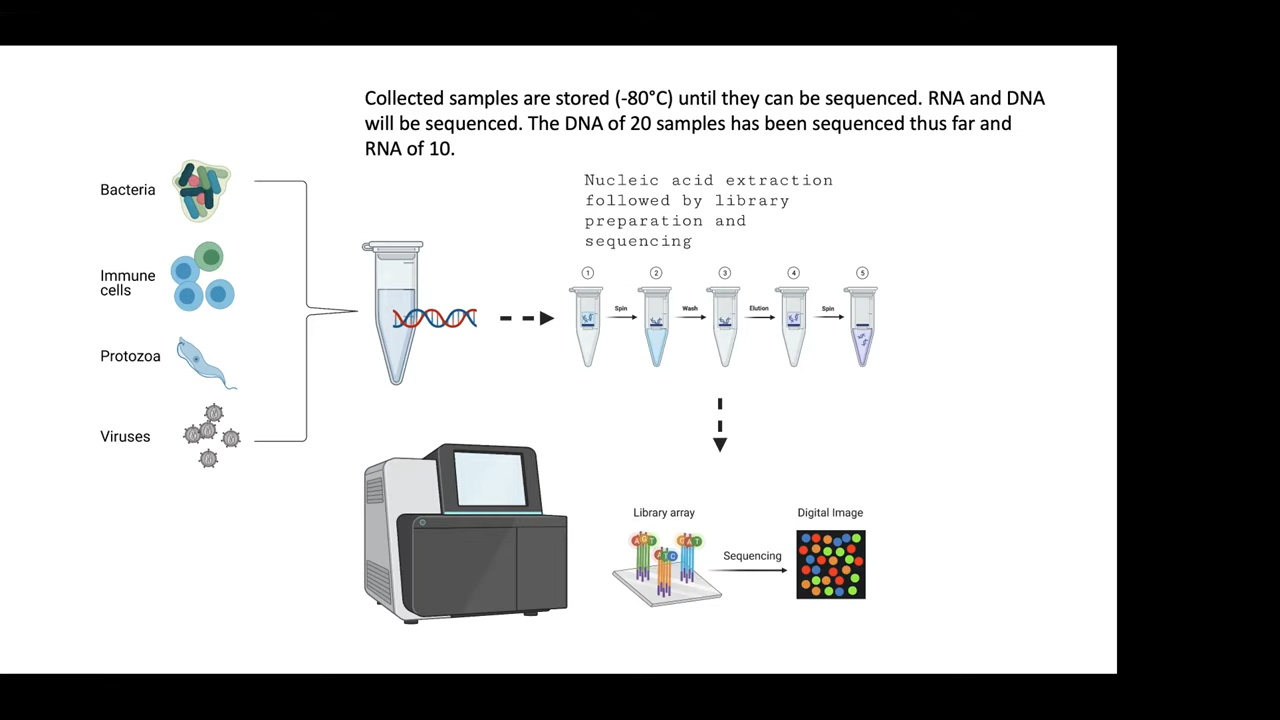 Collected samples are stored (-80°C) until they can be sequenced. RNA and DNA
will be sequenced. The DNA of 20 samples has been sequenced thus far and
RNA of 10.
Bacteria
Immune
cells
Protozoa
Viruses
Nucleic acid extraction
followed by library
preparation and
sequencing
1 2 3 4 5
Spin Wash Elution Spin
Library array
A G T
A T C
G A T
Sequencing
Digital Image